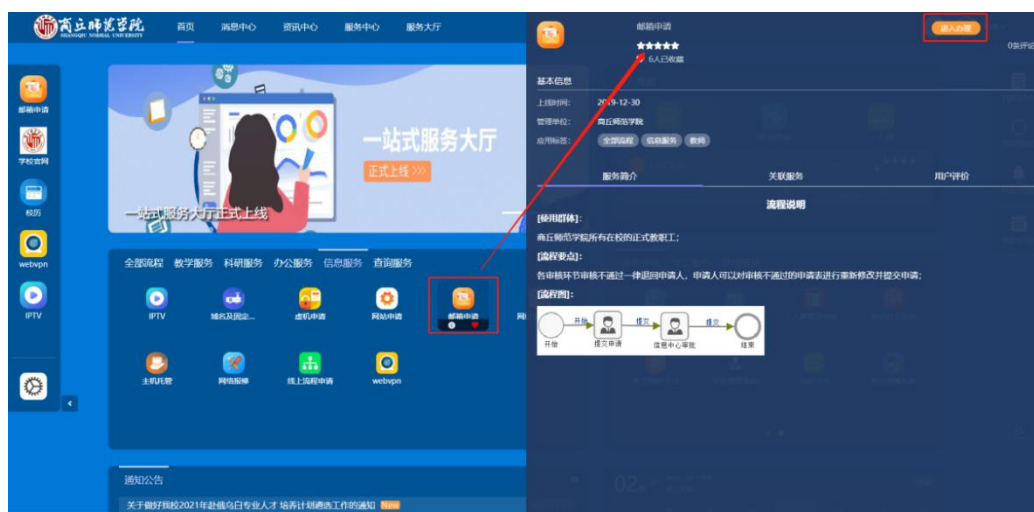 商丘师范学院
SHANGQIU NORMAL UNIVERSITY
首页 消息中心 资讯中心 服务中心 服务大厅
邮箱申请
学校官网
校历
webvpn
IPTV
一站式服务大厅
正式上线 >>>
一站式服务大厅正式上线
全部流程 教学服务 科研服务 办公服务 信息服务 查询服务
IPTV 域名及固定... 虚机申请 网站申请 邮箱申请
主机托管 网络报修 线上流程申请 webvpn
通知公告
关于做好我校2021年赴俄乌白专业人才 培养计划遴选工作的通知 New
邮箱申请
进入办理
6人已收藏
0条评论
基本信息
上线时间: 2019-12-30
管理单位: 商丘师范学院
应用标签: 全部流程 信息服务 教师
服务简介 关联服务 用户评价
流程说明
[使用群体]:
商丘师范学院所有在校的正式教职工;
[流程要点]:
各审核环节审核不通过一律退回申请人, 申请人可以对审核不通过的申请表进行重新修改并提交申请;
[流程图]:
开始 提交 提交
开始 提交申请 信息中心审批 结束